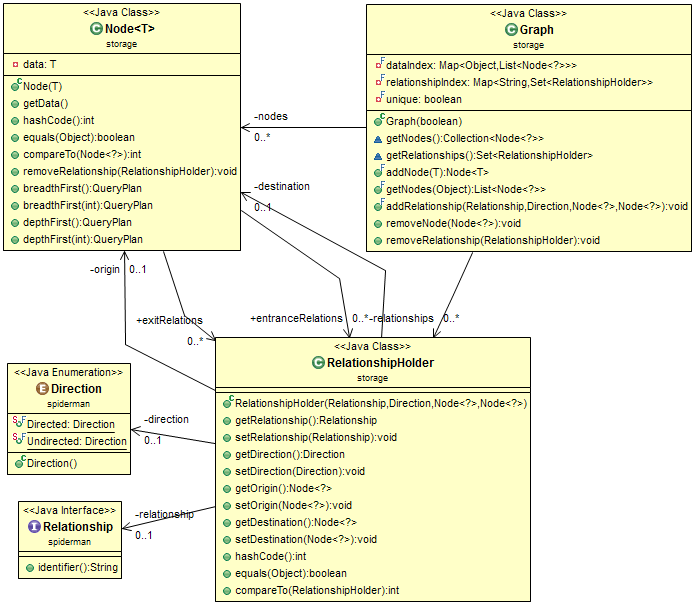 <<Java Class>>
Node<T>
storage
data: T
Node(T)
getData()
hashCode():int
equals(Object):boolean
compareTo(Node<?>):int
removeRelationship(RelationshipHolder):void
breadthFirst():QueryPlan
breadthFirst(int):QueryPlan
depthFirst():QueryPlan
depthFirst(int):QueryPlan
<<Java Class>>
Graph
storage
dataIndex: Map<Object,List<Node<?>>>
relationshipIndex: Map<String,Set<RelationshipHolder>>
unique: boolean
Graph(boolean)
getNodes():Collection<Node<?>>
getRelationships():Set<RelationshipHolder>
addNode(T):Node<T>
getNodes(Object):List<Node<?>>
addRelationship(Relationship,Direction,Node<?>,Node<?>):void
removeNode(Node<?>):void
removeRelationship(RelationshipHolder):void
-nodes
0..*
-destination
0..1
-origin
0..1
+exitRelations
0..*
+entranceRelations
0..*
-relationships
0..*
<<Java Class>>
RelationshipHolder
storage
RelationshipHolder(Relationship,Direction,Node<?>,Node<?>)
getRelationship():Relationship
setRelationship(Relationship):void
getDirection():Direction
setDirection(Direction):void
getOrigin():Node<?>
setOrigin(Node<?>):void
getDestination():Node<?>
setDestination(Node<?>):void
hashCode():int
equals(Object):boolean
compareTo(RelationshipHolder):int
<<Java Enumeration>>
Direction
spiderman
Directed: Direction
Undirected: Direction
Direction()
-direction
0..1
<<Java Interface>>
Relationship
spiderman
identifier():String
-relationship
0..1